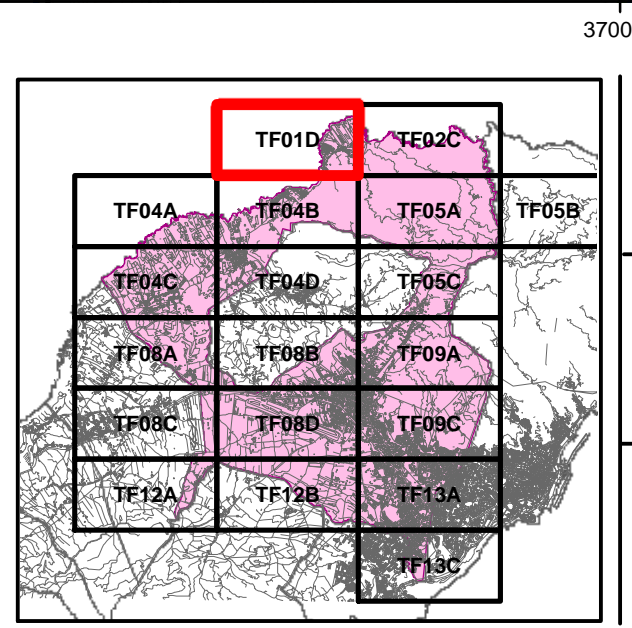 3700
TF01D TF02C
TF04A TF04B TF05A TF05B
TF04C TF04D TF05C
TF08A TF08B TF09A
TF08C TF08D TF09C
TF12A TF12B TF13A
TF13C